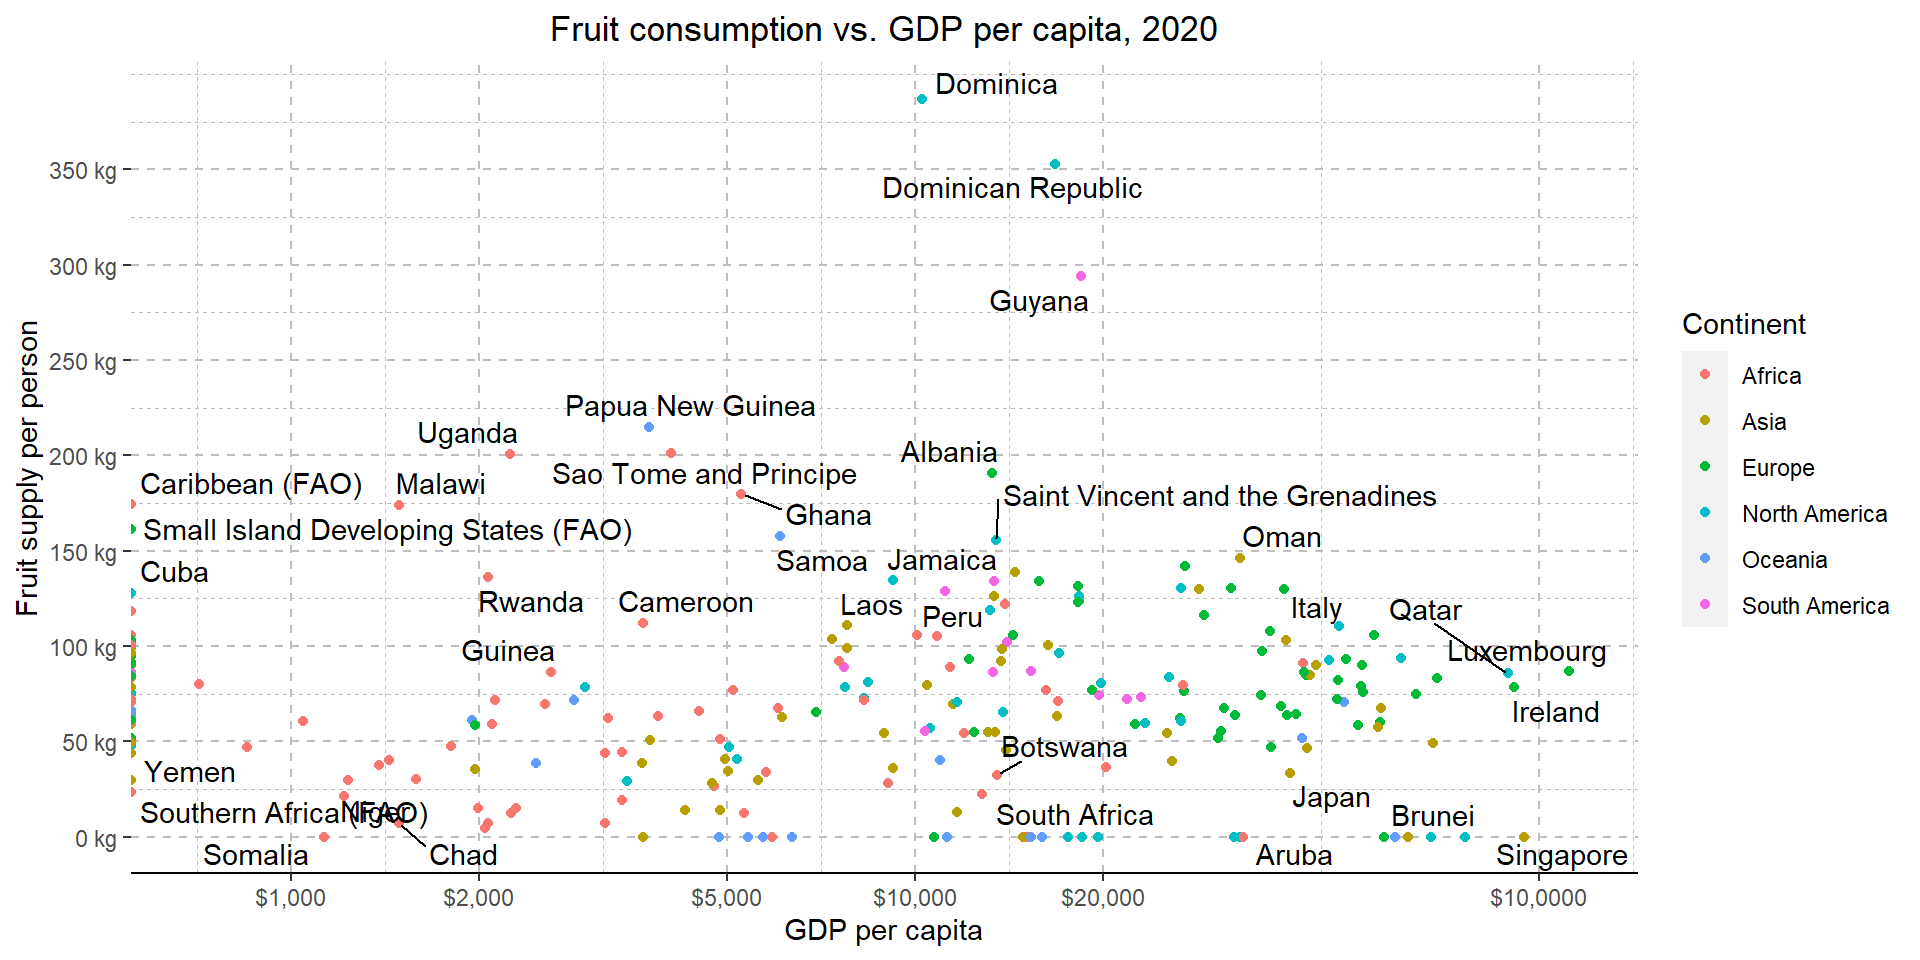 Fruit consumption vs. GDP per capita, 2020
Fruit supply per person
350 kg
300 kg
250 kg
200 kg
150 kg
100 kg
50 kg
0 kg
Dominica
Dominican Republic
Guyana
Papua New Guinea
Uganda
Albania
Sao Tome and Principe
Caribbean (FAO)
Malawi
Saint Vincent and the Grenadines
Ghana
Small Island Developing States (FAO)
Oman
Samoa
Jamaica
Cuba
Rwanda
Cameroon
Laos
Peru
Italy
Qatar
Guinea
Luxembourg
Ireland
Botswana
Yemen
Japan
Southern Africa (FAO)
Niger
South Africa
Brunei
Somalia
Chad
Aruba
Singapore
$1,000
$2,000
$5,000
$10,000
$20,000
$10,0000
GDP per capita
Continent
Africa
Asia
Europe
North America
Oceania
South America